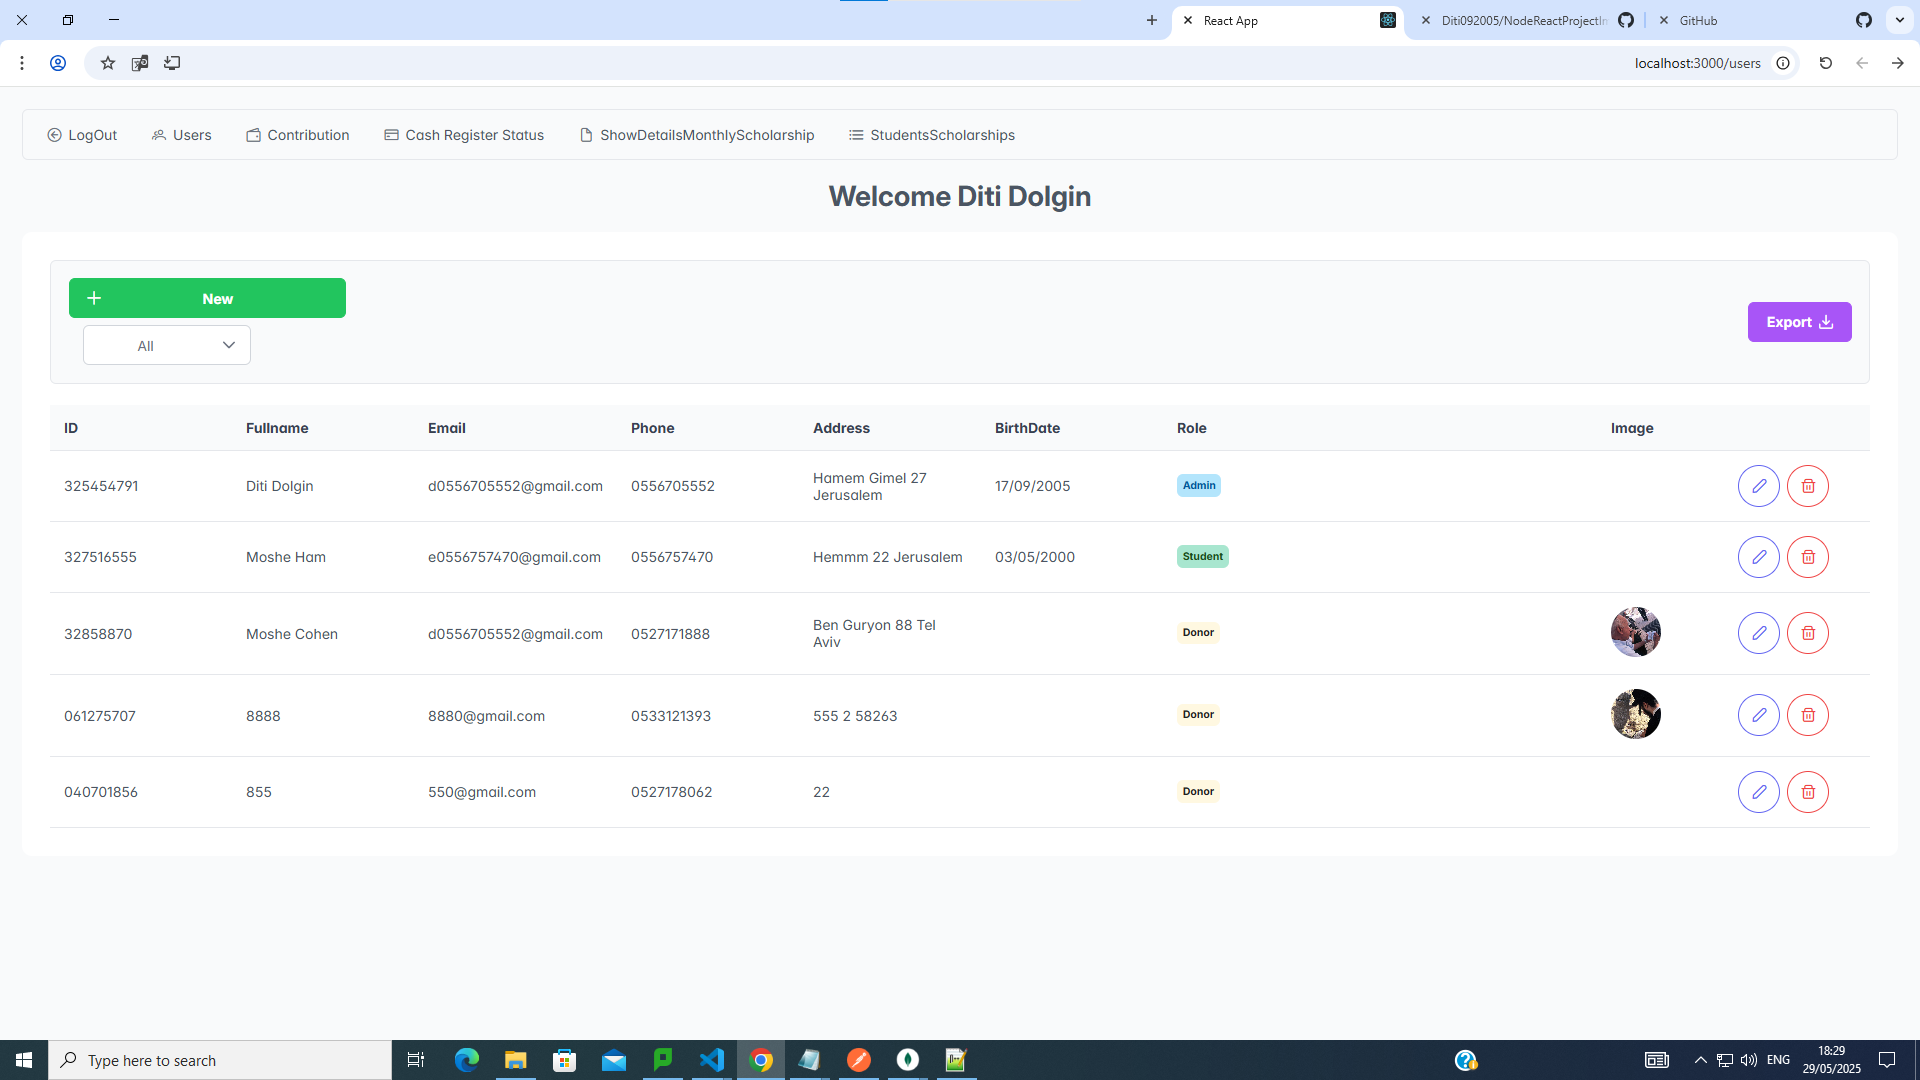 React App
Diti092005/NodeReactProjectIn
GitHub
localhost:3000/users
LogOut
Users
Contribution
Cash Register Status
ShowDetailsMonthlyScholarship
StudentsScholarships
Welcome Diti Dolgin
New
All
Export
ID Fullname Email Phone Address BirthDate Role Image
325454791 Diti Dolgin d0556705552@gmail.com 0556705552 Hamem Gimel 27 Jerusalem 17/09/2005 Admin
327516555 Moshe Ham e0556757470@gmail.com 0556757470 Hemmm 22 Jerusalem 03/05/2000 Student
32858870 Moshe Cohen d0556705552@gmail.com 0527171888 Ben Guryon 88 Tel Aviv Donor
061275707 8888 8880@gmail.com 0533121393 555 2 58263 Donor
040701856 855 550@gmail.com 0527178062 22 Donor
Type here to search
ENG
18:29
29/05/2025